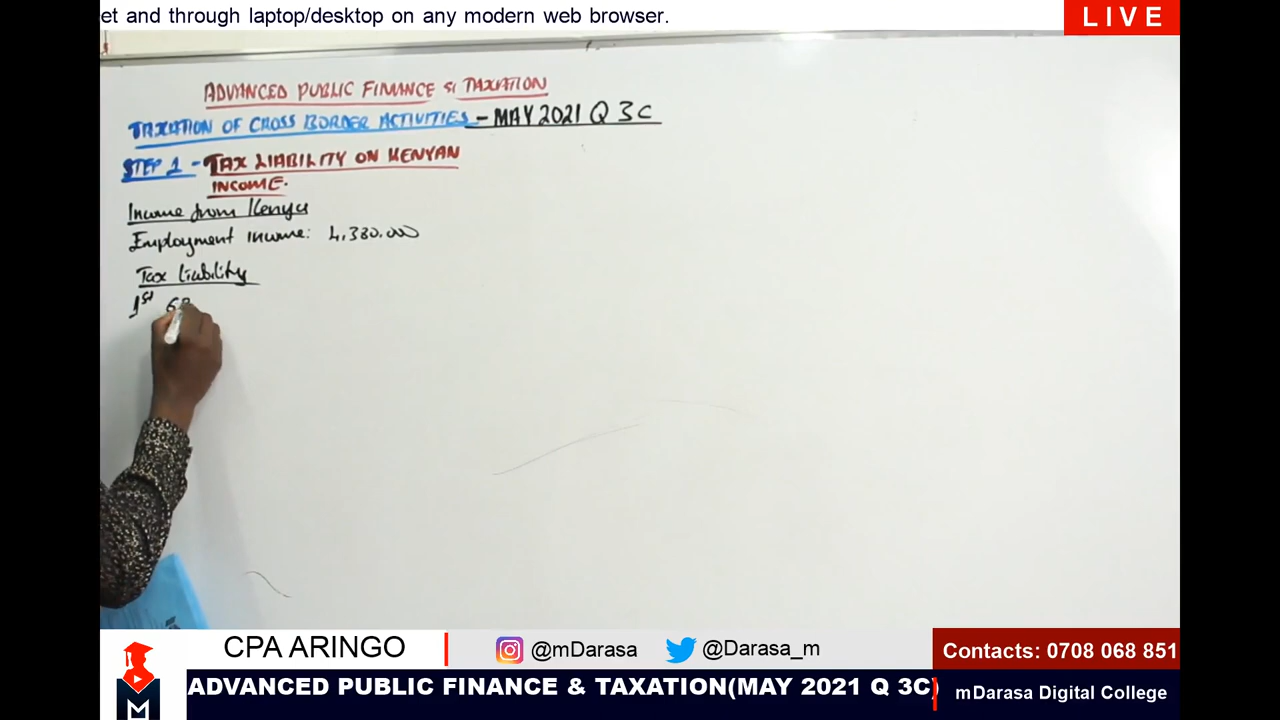 et and through laptop/desktop on any modern web browser.
LIVE
ADVANCED PUBLIC FINANCE & TAXATION
TAXATION OF CROSS BORDER ACTIVITIES - MAY 2021 Q 3C
STEP 1 - TAX LIABILITY ON KENYAN
INCOME.
Income from Kenya
Employment income: 4,380,000
Tax liability
1st 68
CPA ARINGO
@mDarasa
@Darasa_m
Contacts: 0708 068 851
ADVANCED PUBLIC FINANCE & TAXATION(MAY 2021 Q 3C)
mDarasa Digital College